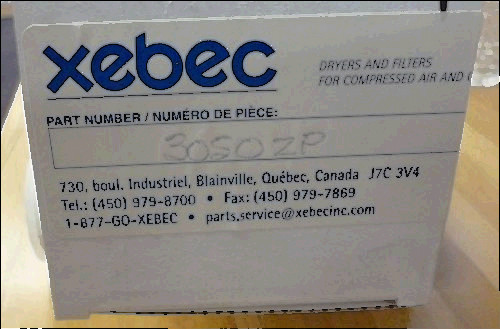 xebec
DRYERS AND FILTERS
FOR COMPRESSED AIR AND
PART NUMBER / NUMÉRO DE PIÈCE:
3050ZP
730, boul. Industriel, Blainville, Québec, Canada J7C 3V4
Tel.: (450) 979-8700 • Fax: (450) 979-7869
1-877-GO-XEBEC • parts.service@xebecinc.com